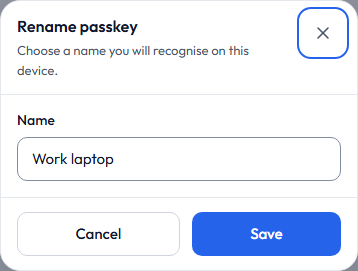 Rename passkey
Choose a name you will recognise on this
device.
Name
Work laptop
Cancel
Save